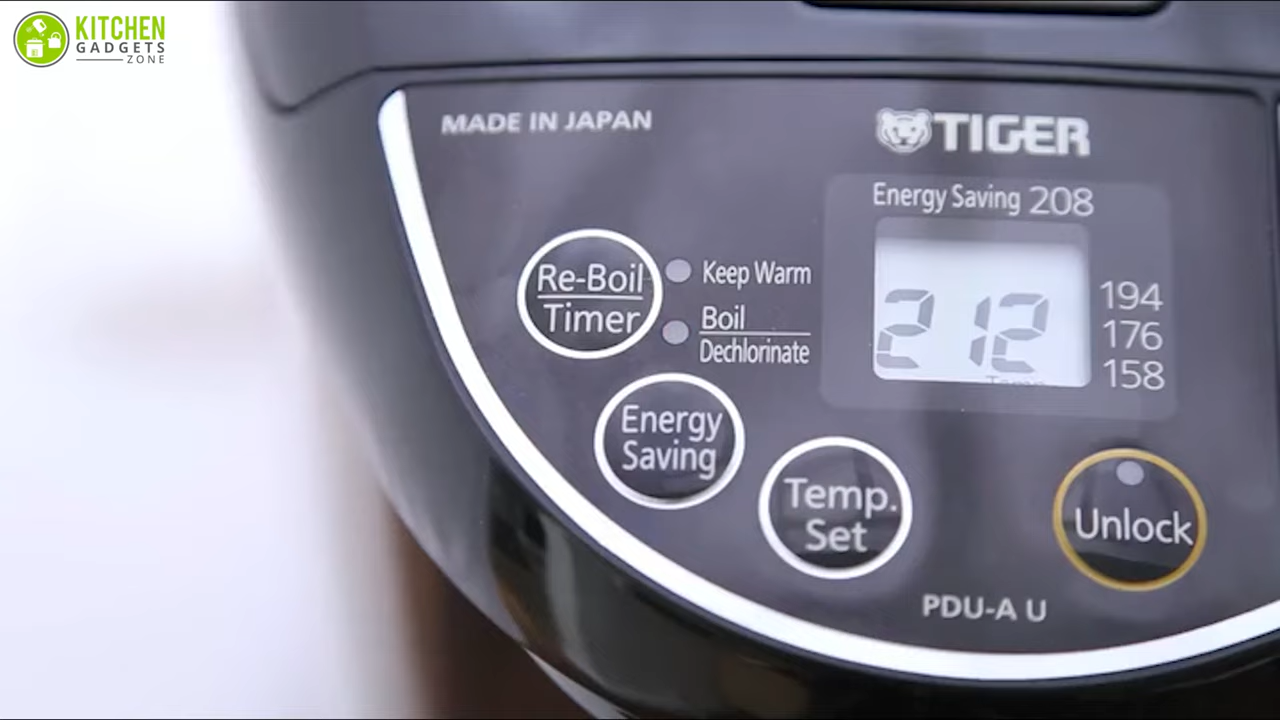 KITCHEN
GADGETS
ZONE
MADE IN JAPAN
TIGER
Energy Saving 208
Re-Boil
Timer
Keep Warm
Boil
Dechlorinate
212
194
176
158
Energy
Saving
Temp.
Set
Unlock
PDU-A U